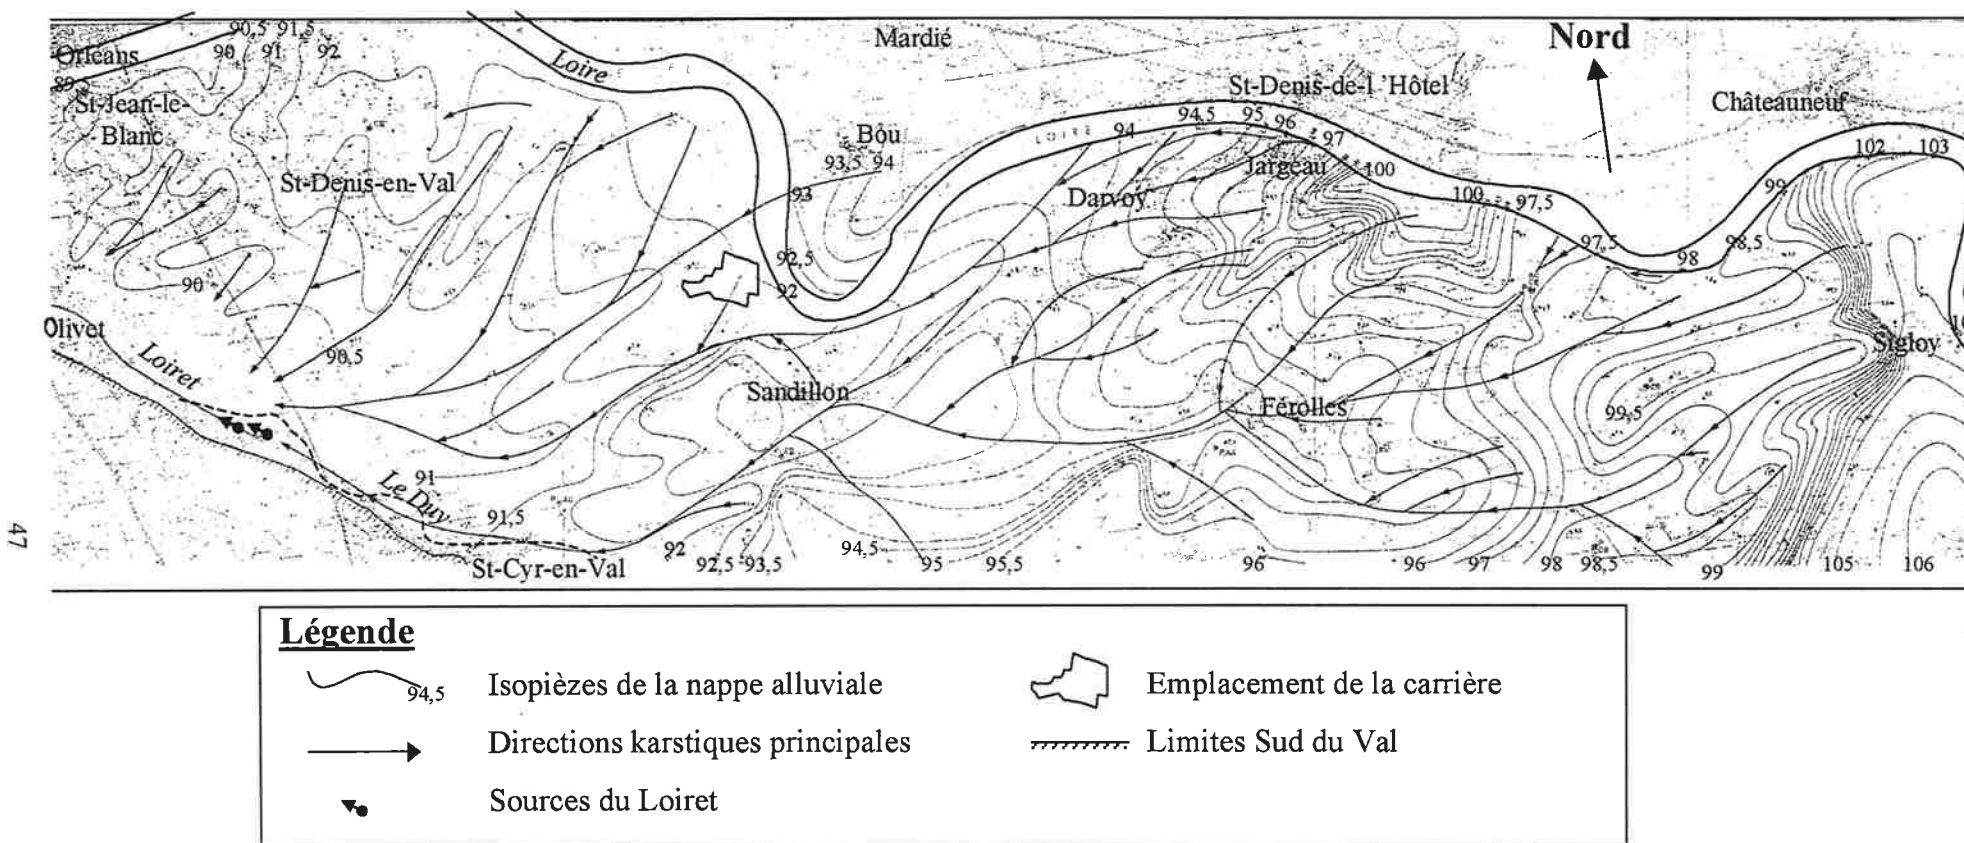 90,5 91,5
Orléans 90 91 92
89,5
Loire
Mardié
Nord
St-Denis-de-l 'Hôtel
Châteauneuf
St-Jean-le-
Blanc
St-Denis-en-Val
Bou
93,5 94
93
LOIRE
94 94,5 95 96 97
100
100 97,5
Jargeau
Darvoy
102 103
99
98,5
98
97,5
92,5
92
90
Olivet
Loiret
90,5
Sandillon
Férolles
99,5
Sigloy
91
Le Duy
91,5
St-Cyr-en-Val
92
92,5 93,5
94,5
95
95,5
96
96
97
98
98,5
99
105
106
47
Légende
94,5
Isopièzes de la nappe alluviale
Emplacement de la carrière
Directions karstiques principales
Limites Sud du Val
Sources du Loiret